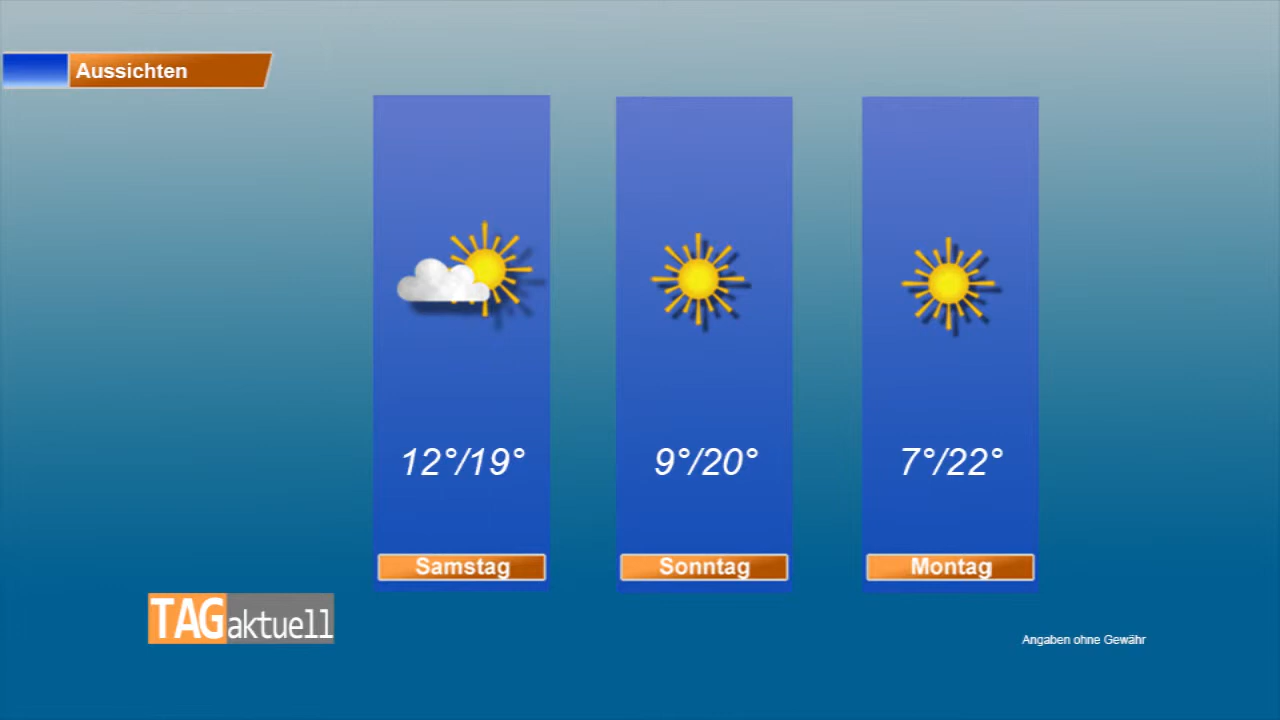 Aussichten
12°/19°
9°/20°
7°/22°
Samstag
Sonntag
Montag
TAGaktuell
Angaben ohne Gewähr